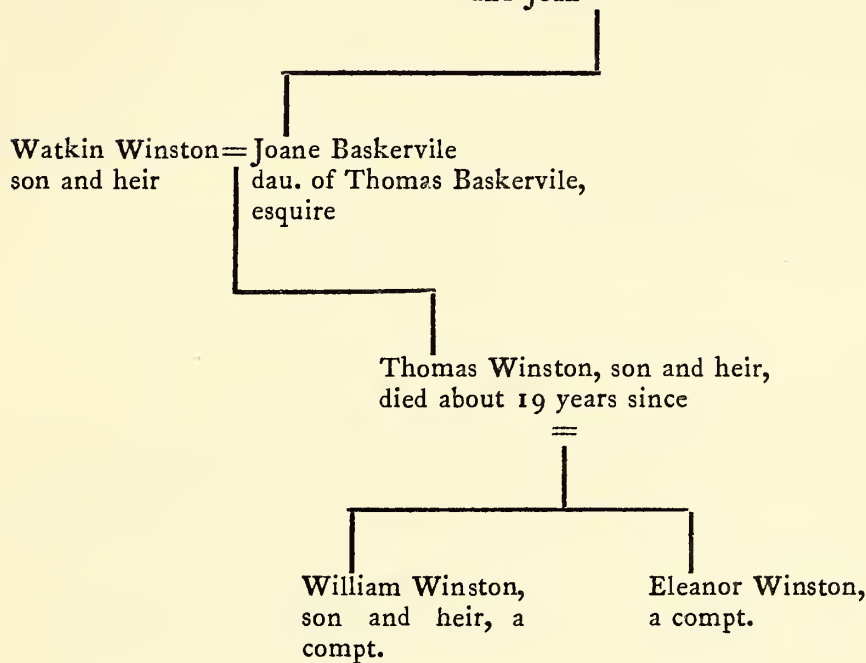 Watkin Winston=Joane Baskervile
son and heir dau. of Thomas Baskervile,
esquire
Thomas Winston, son and heir,
died about 19 years since
=
William Winston,
son and heir, a
compt.
Eleanor Winston,
a compt.